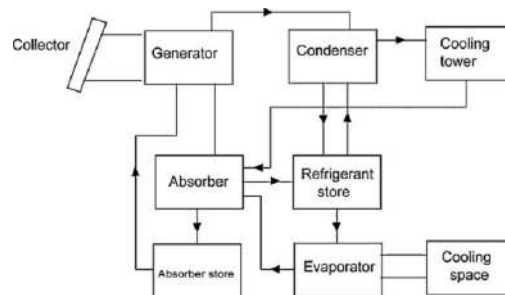 Collector
Generator
Condenser
Cooling
tower
Absorber
Refrigerant
store
Absorber store
Evaporator
Cooling
space